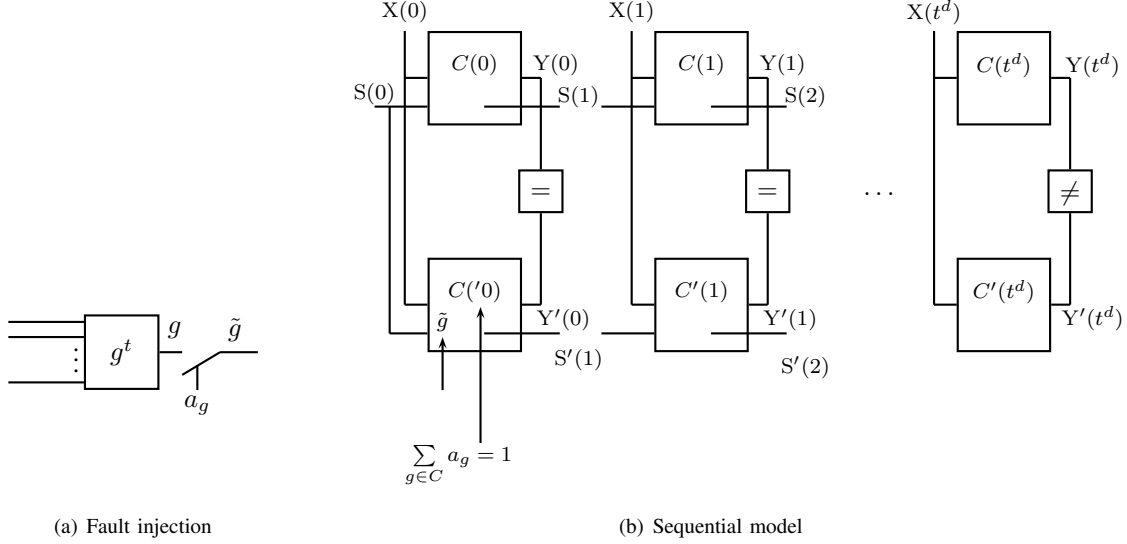 X(0) X(1) X(t^d)
C(0) Y(0) C(1) Y(1) C(t^d) Y(t^d)
S(0) S(1) S(2)
= = … ≠
C('0) C'(1) C'(t^d)
g̃ Y'(0) Y'(1) Y'(t^d)
S'(1) S'(2)
g g̃
g^t
⋮
a_g
∑_{g∈C} a_g = 1
(a) Fault injection
(b) Sequential model